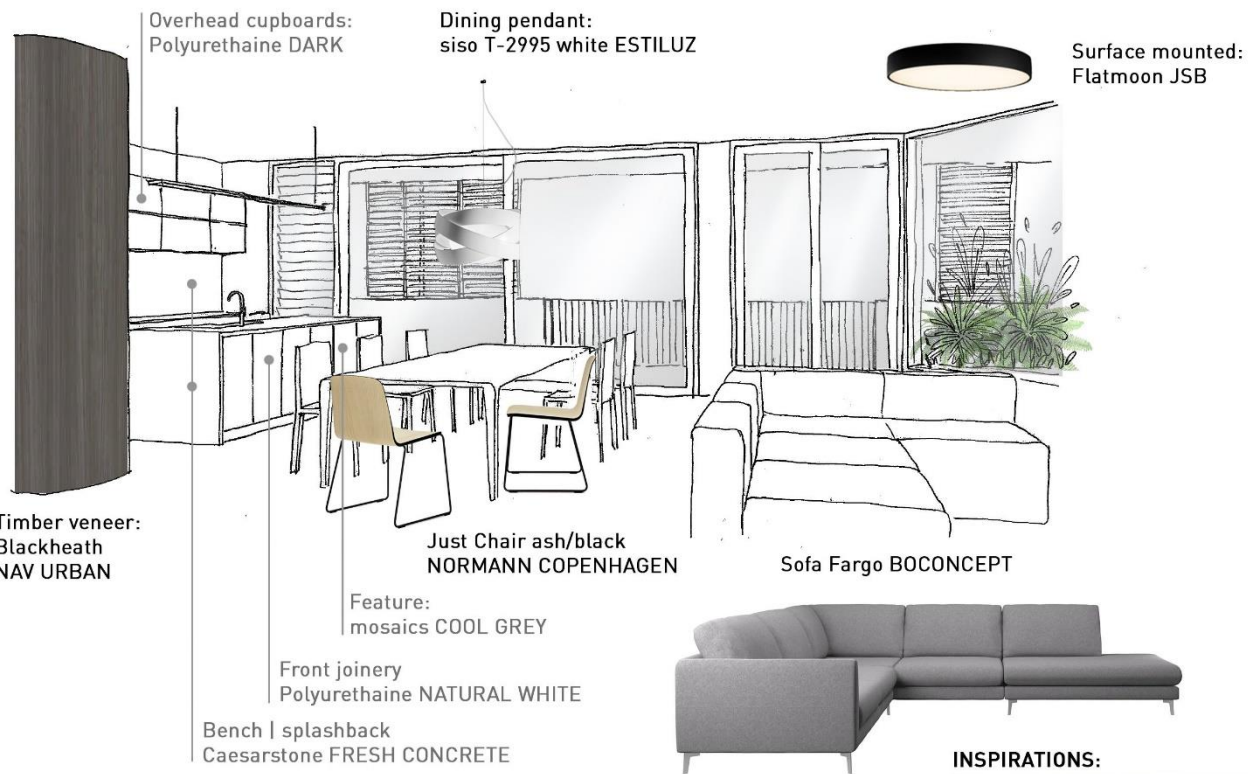 Overhead cupboards:
Polyurethaine DARK
Dining pendant:
siso T-2995 white ESTILUZ
Surface mounted:
Flatmoon JSB
Timber veneer:
Blackheath
NAV URBAN
Just Chair ash/black
NORMANN COPENHAGEN
Sofa Fargo BOCONCEPT
Feature:
mosaics COOL GREY
Front joinery
Polyurethaine NATURAL WHITE
Bench | splashback
Caesarstone FRESH CONCRETE
INSPIRATIONS: